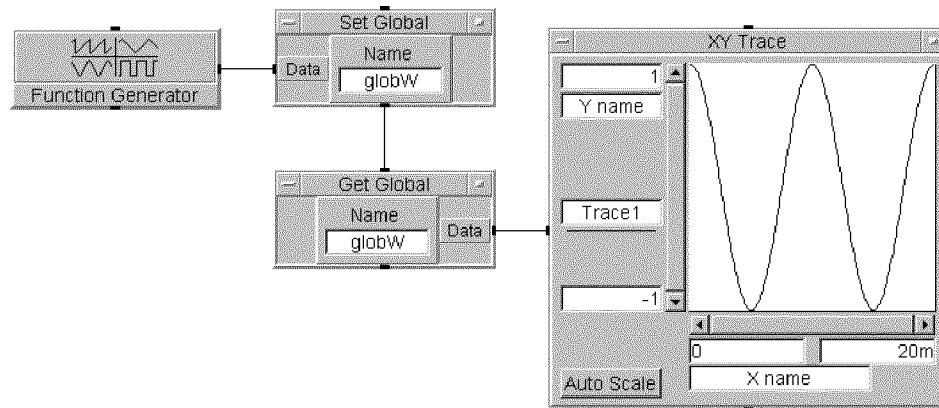 Function Generator
Set Global
Data
Name
globW
Get Global
Name
globW
Data
XY Trace
1
Y name
Trace1
-1
0
20m
X name
Auto Scale